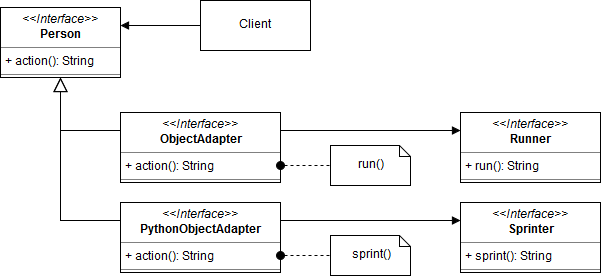 <<Interface>>
Person
+ action(): String
Client
<<Interface>>
ObjectAdapter
+ action(): String
run()
<<Interface>>
Runner
+ run(): String
<<Interface>>
PythonObjectAdapter
+ action(): String
sprint()
<<Interface>>
Sprinter
+ sprint(): String